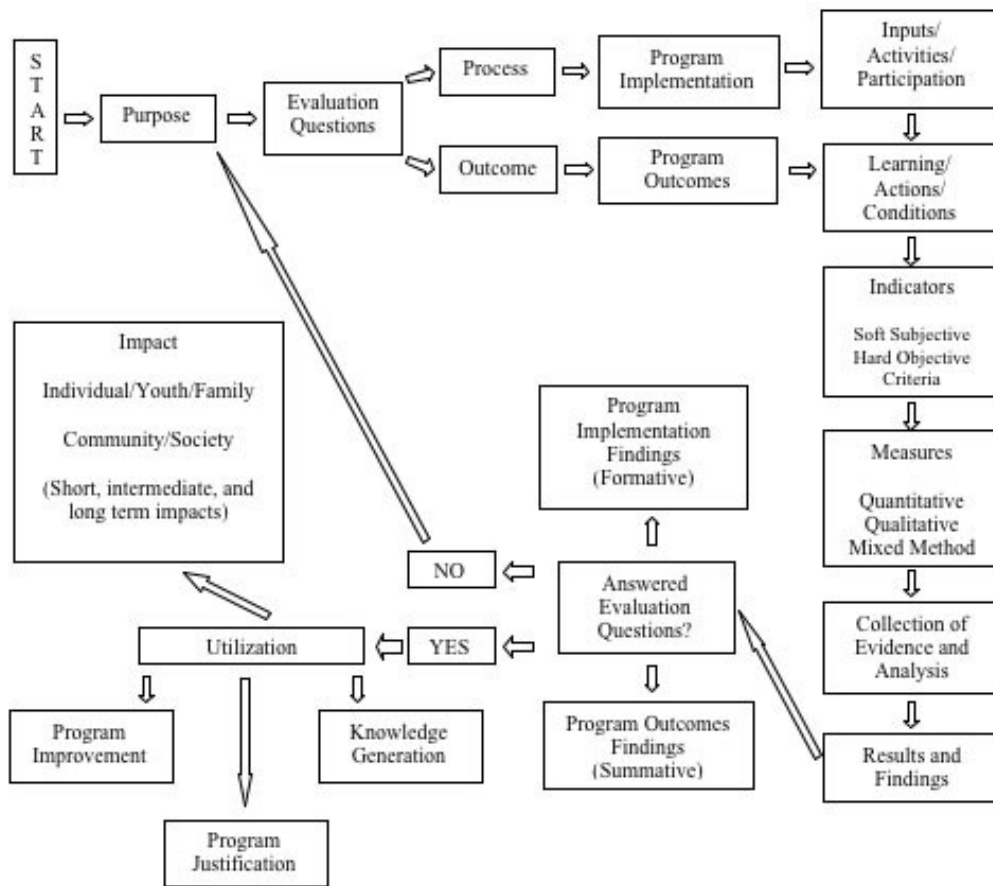 S
T
A
R
T
Purpose
Evaluation
Questions
Process
Program
Implementation
Inputs/
Activities/
Participation
Outcome
Program
Outcomes
Learning/
Actions/
Conditions
Indicators
Soft Subjective
Hard Objective
Criteria
Measures
Quantitative
Qualitative
Mixed Method
Collection of
Evidence and
Analysis
Results and
Findings
Program
Implementation
Findings
(Formative)
Answered
Evaluation
Questions?
Program Outcomes
Findings
(Summative)
NO
YES
Utilization
Impact
Individual/Youth/Family
Community/Society
(Short, intermediate, and
long term impacts)
Program
Improvement
Knowledge
Generation
Program
Justification